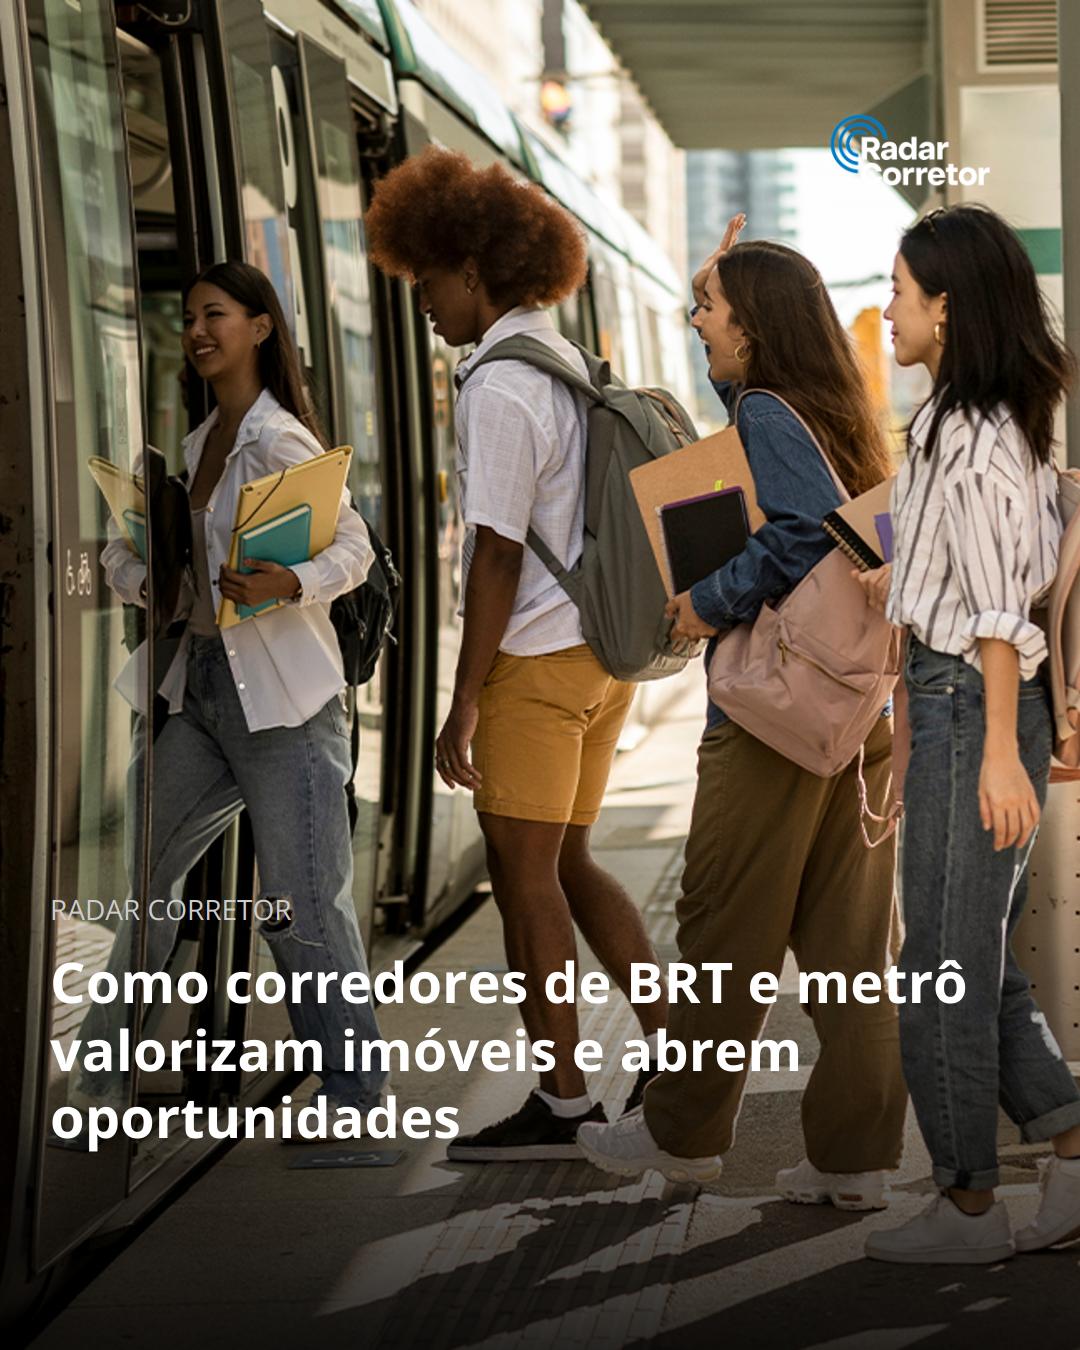 Radar
Corretor
RADAR CORRETOR
Como corredores de BRT e metrô
valorizam imóveis e abrem
oportunidades